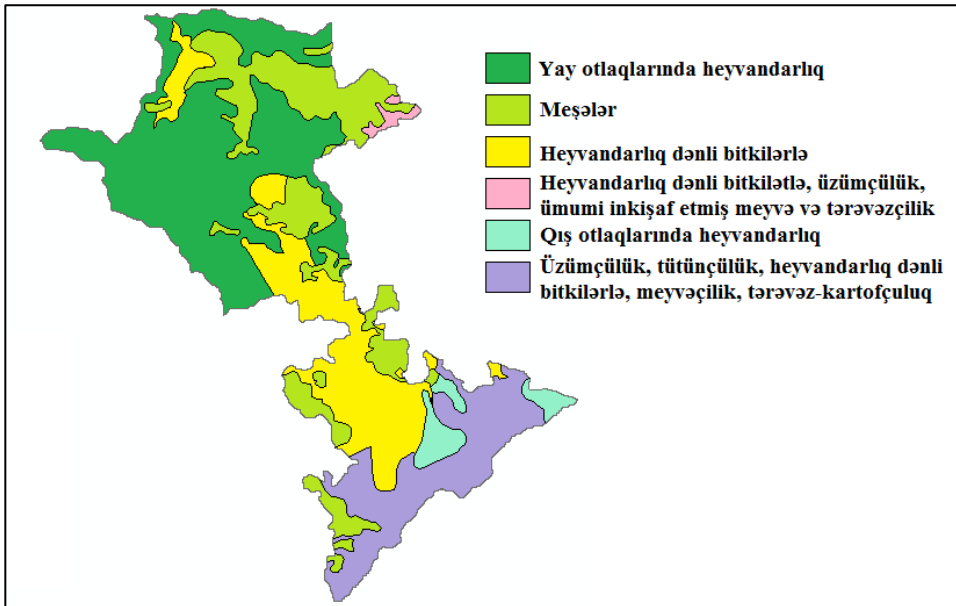 Yay otlaqlarında heyvandarlıq
Meşələr
Heyvandarlıq dənli bitkilərlə
Heyvandarlıq dənli bitkilətlə, üzümçülük,
ümumi inkişaf etmiş meyvə və tərəvəzçilik
Qış otlaqlarında heyvandarlıq
Üzümçülük, tütünçülük, heyvandarlıq dənli
bitkilərlə, meyvəçilik, tərəvəz-kartofçuluq